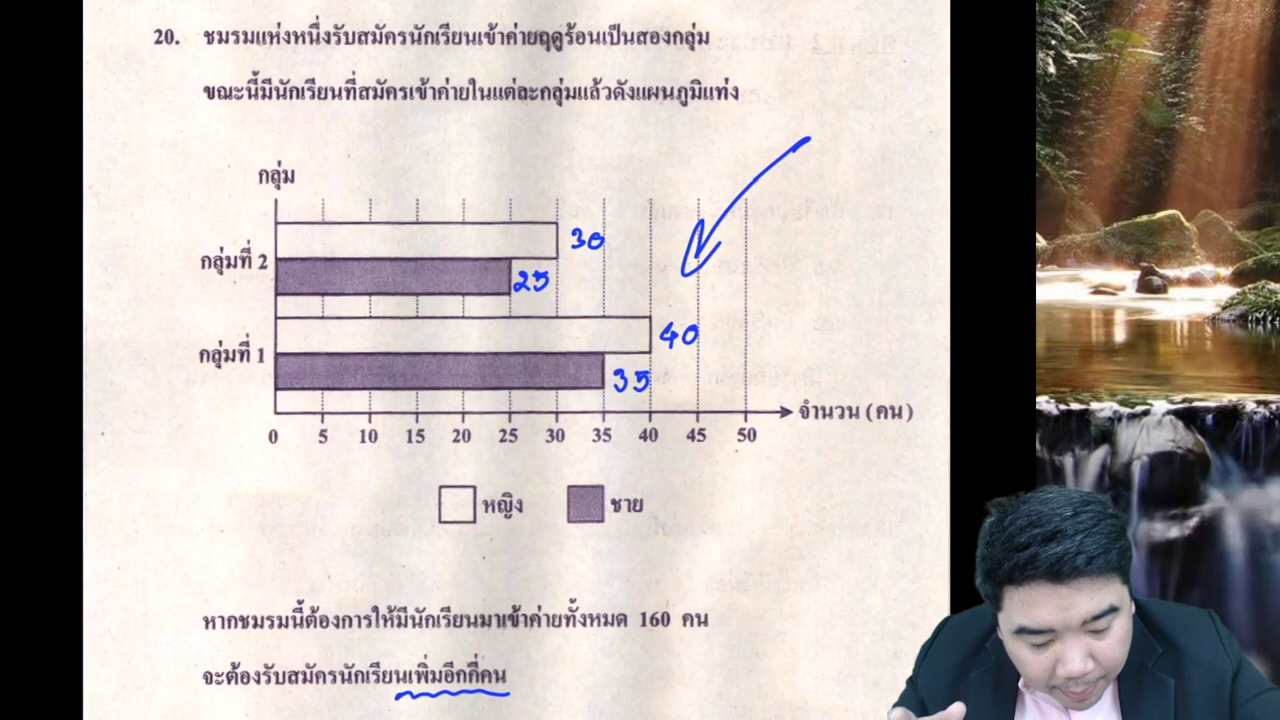 20. ชมรมแห่งหนึ่งรับสมัครนักเรียนเข้าค่ายฤดูร้อนเป็นสองกลุ่ม
ขณะนี้มีนักเรียนที่สมัครเข้าค่ายในแต่ละกลุ่มแล้วดังแผนภูมิแท่ง
กลุ่ม
กลุ่มที่ 2
30
25
กลุ่มที่ 1
40
35
จำนวน (คน)
0 5 10 15 20 25 30 35 40 45 50
หญิง ชาย
หากชมรมนี้ต้องการให้มีนักเรียนมาเข้าค่ายทั้งหมด 160 คน
จะต้องรับสมัครนักเรียนเพิ่มอีกกี่คน